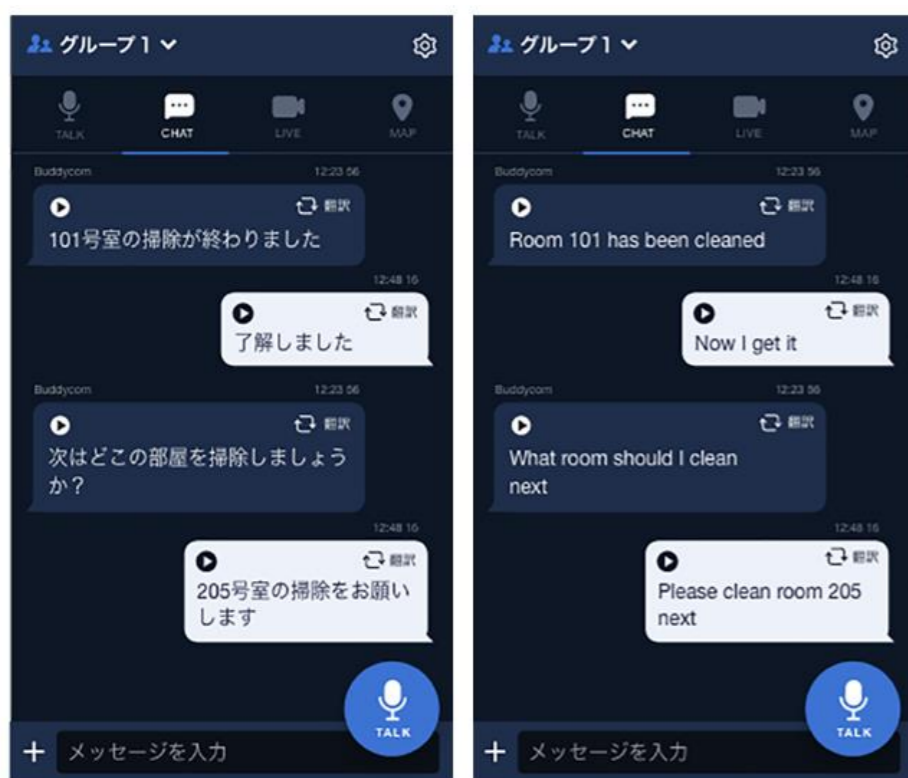 グループ 1
TALK
CHAT
LIVE
MAP
Buddycom 12:23 56
翻訳
101号室の掃除が終わりました
12:48 16
翻訳
了解しました
Buddycom 12:23 56
翻訳
次はどこの部屋を掃除しましょう
か？
12:48 16
翻訳
205号室の掃除をお願い
します
TALK
メッセージを入力
グループ 1
TALK
CHAT
LIVE
MAP
Buddycom 12:23 56
翻訳
Room 101 has been cleaned
12:48 16
翻訳
Now I get it
Buddycom 12:23 56
翻訳
What room should I clean
next
12:48 16
翻訳
Please clean room 205
next
TALK
メッセージを入力